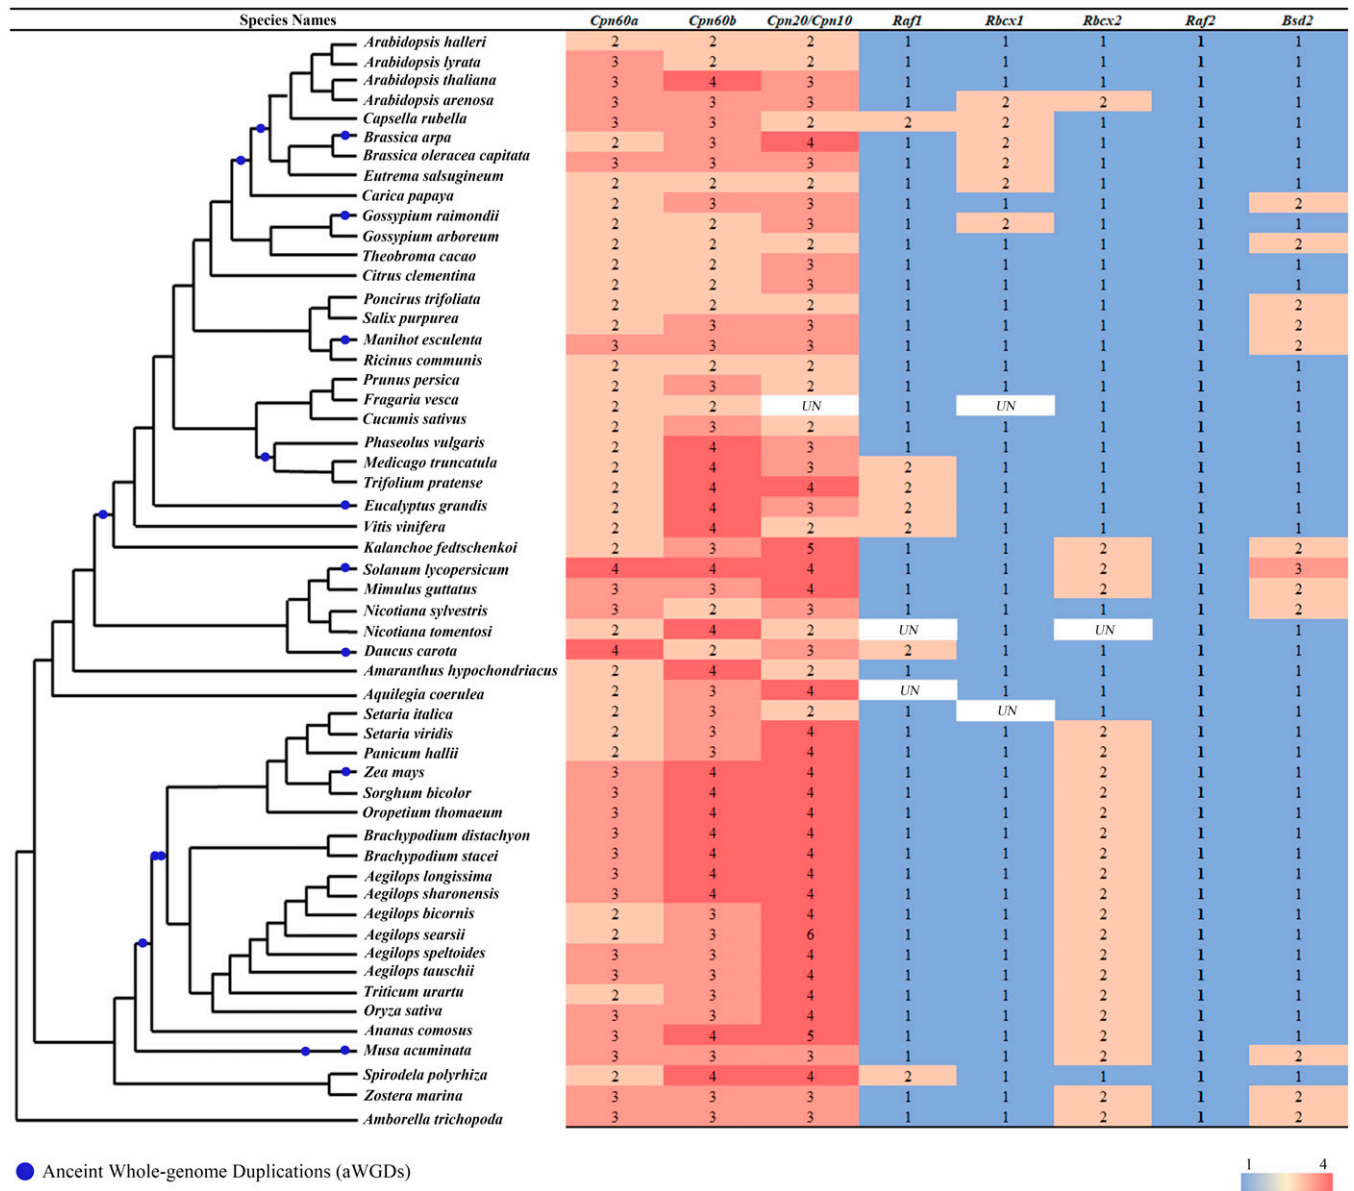 Species Names Cpn60a Cpn60b Cpn20/Cpn10 Raf1 Rbcx1 Rbcx2 Raf2 Bsd2
Arabidopsis halleri 2 2 2 1 1 1 1 1
Arabidopsis lyrata 3 2 2 1 1 1 1 1
Arabidopsis thaliana 3 4 3 1 1 1 1 1
Arabidopsis arenosa 3 3 3 1 2 2 1 1
Capsella rubella 3 3 2 2 2 1 1 1
Brassica arpa 2 3 4 1 2 1 1 1
Brassica oleracea capitata 3 3 3 1 2 1 1 1
Eutrema salsugineum 2 2 2 1 2 1 1 1
Carica papaya 2 3 3 1 1 1 1 2
Gossypium raimondii 2 2 3 1 2 1 1 1
Gossypium arboreum 2 2 2 1 1 1 1 2
Theobroma cacao 2 2 3 1 1 1 1 1
Citrus clementina 2 2 3 1 1 1 1 1
Poncirus trifoliata 2 2 2 1 1 1 1 2
Salix purpurea 2 3 3 1 1 1 1 2
Manihot esculenta 3 3 3 1 1 1 1 2
Ricinus communis 2 2 2 1 1 1 1 1
Prunus persica 2 3 2 1 1 1 1 1
Fragaria vesca 2 2 UN 1 UN 1 1 1
Cucumis sativus 2 3 2 1 1 1 1 1
Phaseolus vulgaris 2 4 3 1 1 1 1 1
Medicago truncatula 2 4 3 2 1 1 1 1
Trifolium pratense 2 4 4 2 1 1 1 1
Eucalyptus grandis 2 4 3 2 1 1 1 1
Vitis vinifera 2 4 2 2 1 1 1 1
Kalanchoe fedtschenkoi 2 3 5 1 1 2 1 2
Solanum lycopersicum 4 4 4 1 1 2 1 3
Mimulus guttatus 3 3 4 1 1 2 1 2
Nicotiana sylvestris 3 2 3 1 1 1 1 2
Nicotiana tomentosi 2 4 2 UN 1 UN 1 1
Daucus carota 4 2 3 2 1 1 1 1
Amaranthus hypochondriacus 2 4 2 1 1 1 1 1
Aquilegia coerulea 2 3 4 UN 1 1 1 1
Setaria italica 2 3 2 1 UN 1 1 1
Setaria viridis 2 3 4 1 1 2 1 1
Panicum hallii 2 3 4 1 1 2 1 1
Zea mays 3 4 4 1 1 2 1 1
Sorghum bicolor 3 4 4 1 1 2 1 1
Oropetium thomaeum 3 4 4 1 1 2 1 1
Brachypodium distachyon 3 4 4 1 1 2 1 1
Brachypodium stacei 3 4 4 1 1 2 1 1
Aegilops longissima 3 4 4 1 1 2 1 1
Aegilops sharonensis 3 4 4 1 1 2 1 1
Aegilops bicornis 2 3 4 1 1 2 1 1
Aegilops searsii 2 3 6 1 1 2 1 1
Aegilops speltoides 3 3 4 1 1 2 1 1
Aegilops tauschii 3 3 4 1 1 2 1 1
Triticum urartu 2 3 4 1 1 2 1 1
Oryza sativa 3 3 4 1 1 2 1 1
Ananas comosus 3 4 5 1 1 2 1 1
Musa acuminata 3 3 3 1 1 2 1 2
Spirodela polyrhiza 2 4 4 2 1 1 1 1
Zostera marina 3 3 3 1 1 2 1 2
Amborella trichopoda 3 3 3 1 1 2 1 2
Anceint Whole-genome Duplications (aWGDs)
1 4